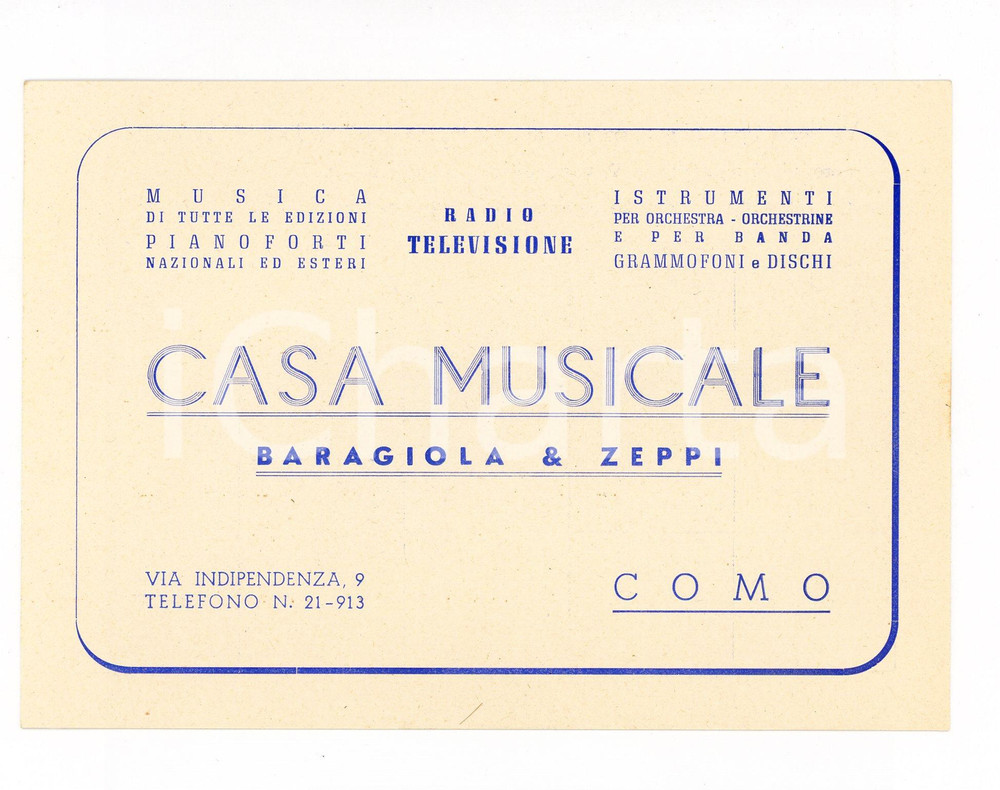 MUSICA
DI TUTTE LE EDIZIONI
PIANOFORTI
NAZIONALI ED ESTERI
RADIO
TELEVISIONE
ISTRUMENTI
PER ORCHESTRA - ORCHESTRINE
E PER BANDA
GRAMMOFONI e DISCHI
iCharta
CASA MUSICALE
BARAGIOLA & ZEPPI
VIA INDIPENDENZA, 9
TELEFONO N. 21-913
COMO